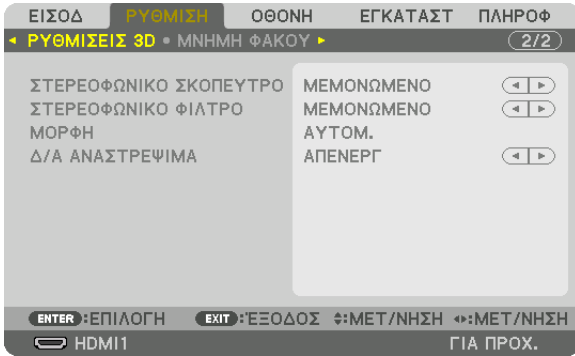 ΕΙΣΟΔ ΡΥΘΜΙΣΗ ΟΘΟΝΗ ΕΓΚΑΤΑΣΤ ΠΛΗΡΟΦ
◂ ΡΥΘΜΙΣΕΙΣ 3D • ΜΝΗΜΗ ΦΑΚΟΥ ▸ 2/2
ΣΤΕΡΕΟΦΩΝΙΚΟ ΣΚΟΠΕΥΤΡΟ ΜΕΜΟΝΩΜΕΝΟ
ΣΤΕΡΕΟΦΩΝΙΚΟ ΦΙΛΤΡΟ ΜΕΜΟΝΩΜΕΝΟ
ΜΟΡΦΗ ΑΥΤΟΜ.
Δ/Α ΑΝΑΣΤΡΕΨΙΜΑ ΑΠΕΝΕΡΓ
ENTER :ΕΠΙΛΟΓΗ EXIT :ΈΞΟΔΟΣ :ΜΕΤ/ΝΗΣΗ :ΜΕΤ/ΝΗΣΗ
HDMI1 ΓΙΑ ΠΡΟΧ.